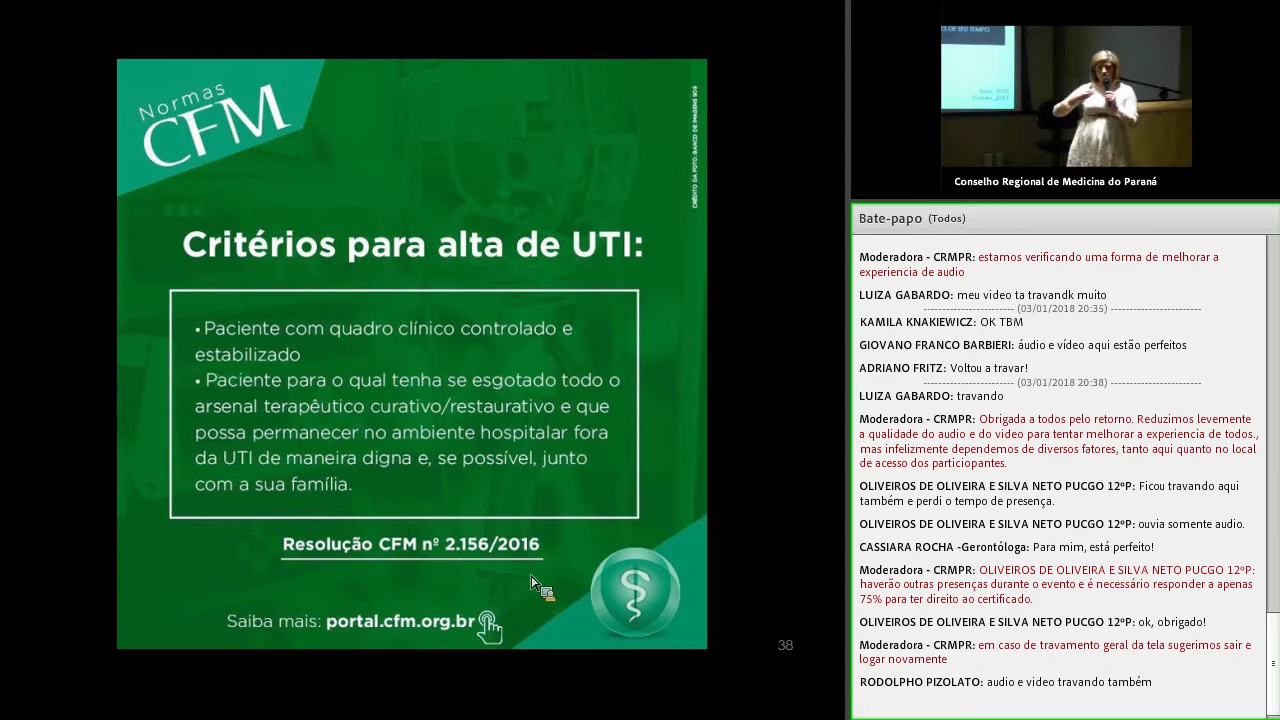 Normas
CFM
CRÉDITO DA FOTO: BANCO DE IMAGENS 909
Critérios para alta de UTI:
• Paciente com quadro clínico controlado e
estabilizado
• Paciente para o qual tenha se esgotado todo o
arsenal terapêutico curativo/restaurativo e que
possa permanecer no ambiente hospitalar fora
da UTI de maneira digna e, se possível, junto
com a sua família.
Resolução CFM nº 2.156/2016
Saiba mais: portal.cfm.org.br
38
DE SEU TEMPO
Conselho Regional de Medicina do Paraná
Bate-papo (Todos)
Moderadora - CRMPR: estamos verificando uma forma de melhorar a
experiencia de audio
LUIZA GABARDO: meu video ta travandk muito
------------------------ (03/01/2018 20:35) ------------------------
KAMILA KNAKIEWICZ: OK TBM
GIOVANO FRANCO BARBIERI: áudio e vídeo aqui estão perfeitos
ADRIANO FRITZ: Voltou a travar!
------------------------ (03/01/2018 20:38) ------------------------
LUIZA GABARDO: travando
Moderadora - CRMPR: Obrigada a todos pelo retorno. Reduzimos levemente
a qualidade do audio e do video para tentar melhorar a experiencia de todos.,
mas infelizmente dependemos de diversos fatores, tanto aqui quanto no local
de acesso dos participantes.
OLIVEIROS DE OLIVEIRA E SILVA NETO PUCGO 12ºP: Ficou travando aqui
também e perdi o tempo de presença.
OLIVEIROS DE OLIVEIRA E SILVA NETO PUCGO 12ºP: ouvia somente audio.
CASSIARA ROCHA -Gerontóloga: Para mim, está perfeito!
Moderadora - CRMPR: OLIVEIROS DE OLIVEIRA E SILVA NETO PUCGO 12ºP:
haverão outras presenças durante o evento e é necessário responder a apenas
75% para ter direito ao certificado.
OLIVEIROS DE OLIVEIRA E SILVA NETO PUCGO 12ºP: ok, obrigado!
Moderadora - CRMPR: em caso de travamento geral da tela sugerimos sair e
logar novamente
RODOLPHO PIZOLATO: audio e video travando também